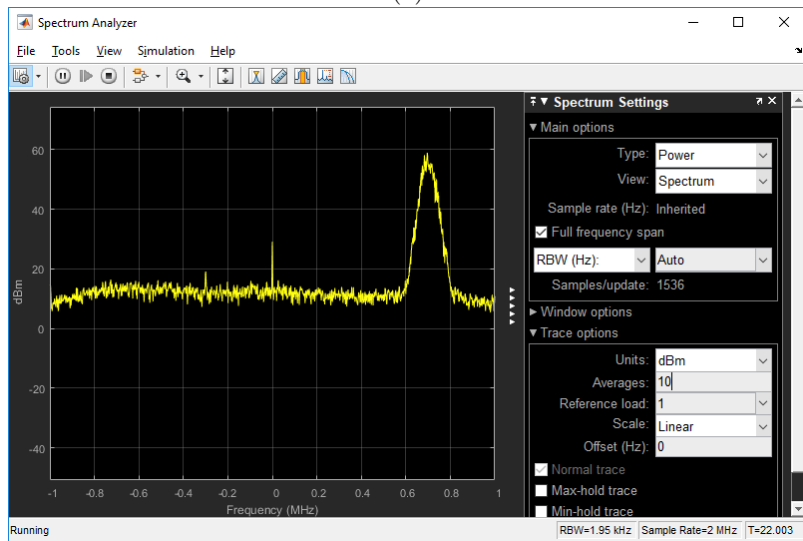 Spectrum Analyzer
File Tools View Simulation Help
60
40
20
0
-20
-40
dBm
-1 -0.8 -0.6 -0.4 -0.2 0 0.2 0.4 0.6 0.8 1
Frequency (MHz)
Spectrum Settings
Main options
Type: Power
View: Spectrum
Sample rate (Hz): Inherited
Full frequency span
RBW (Hz): Auto
Samples/update: 1536
Window options
Trace options
Units: dBm
Averages: 10
Reference load: 1
Scale: Linear
Offset (Hz): 0
Normal trace
Max-hold trace
Min-hold trace
Running
RBW=1.95 kHz Sample Rate=2 MHz T=22.003